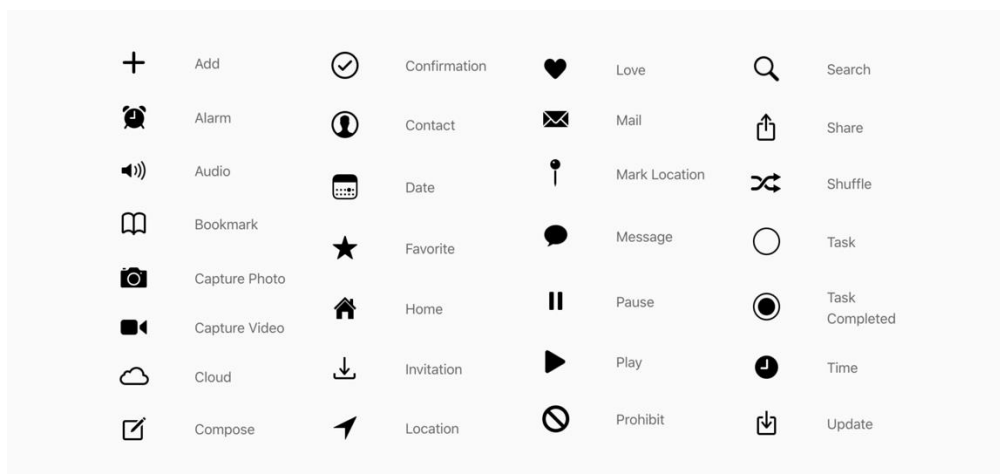 Add
Alarm
Audio
Bookmark
Capture Photo
Capture Video
Cloud
Compose
Confirmation
Contact
Date
Favorite
Home
Invitation
Location
Love
Mail
Mark Location
Message
Pause
Play
Prohibit
Search
Share
Shuffle
Task
Task
Completed
Time
Update